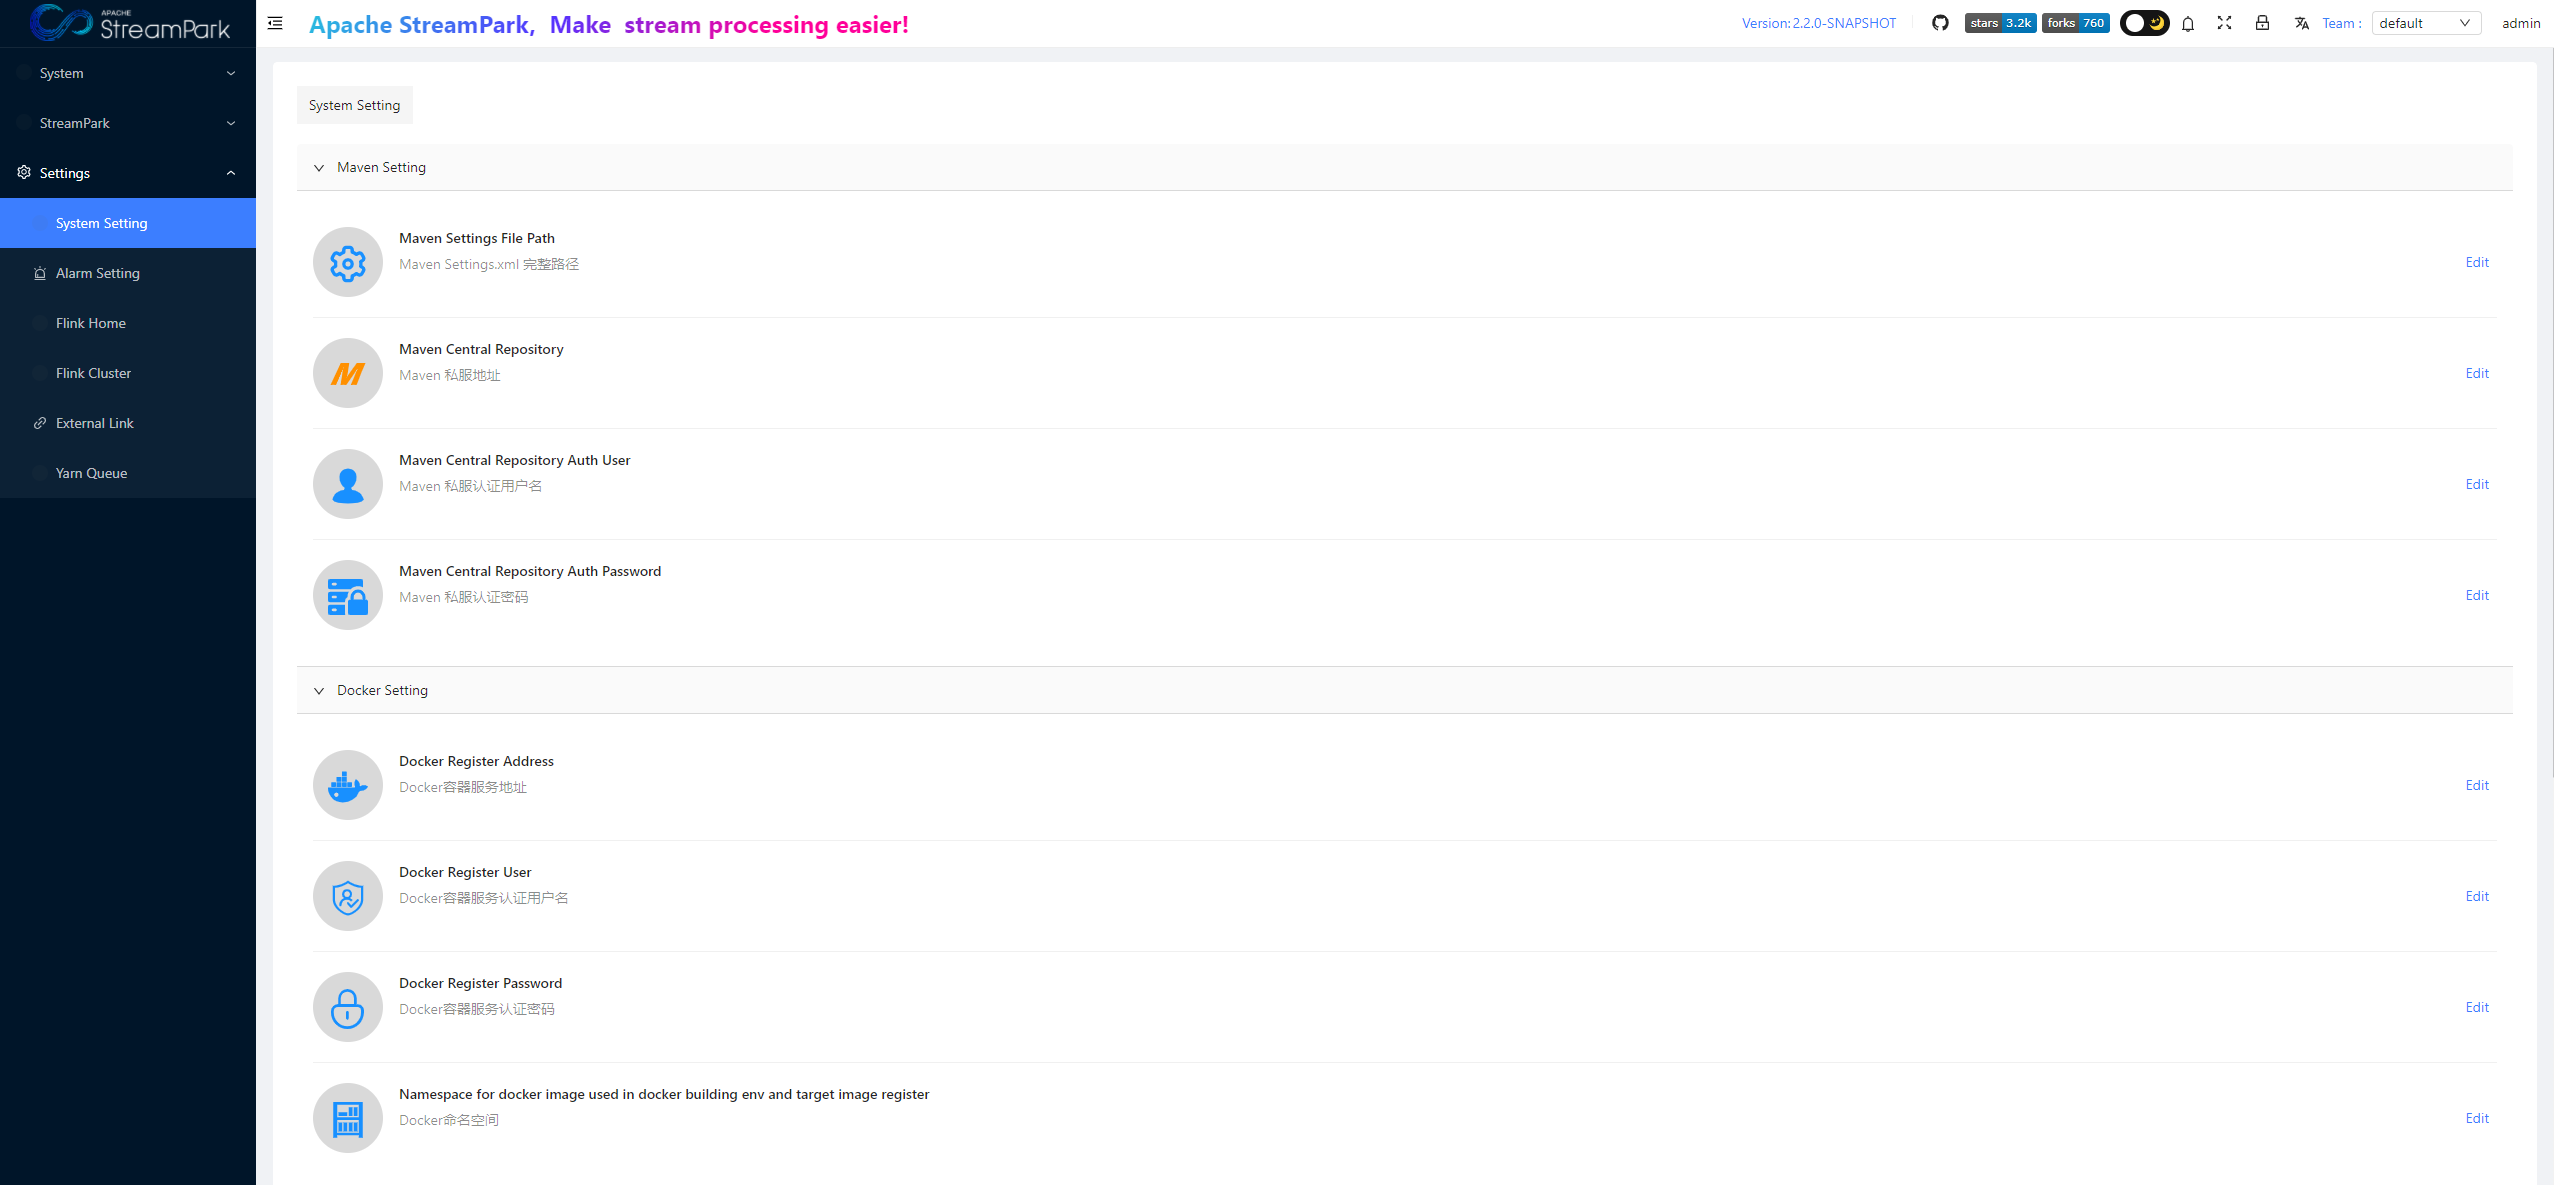 APACHE
StreamPark
Apache StreamPark, Make stream processing easier!
Version: 2.2.0-SNAPSHOT
stars 3.2k
forks 760
Team :
default
admin
System
StreamPark
Settings
System Setting
Alarm Setting
Flink Home
Flink Cluster
External Link
Yarn Queue
System Setting
Maven Setting
Maven Settings File Path
Maven Settings.xml 完整路径
Edit
Maven Central Repository
Maven 私服地址
Edit
Maven Central Repository Auth User
Maven 私服认证用户名
Edit
Maven Central Repository Auth Password
Maven 私服认证密码
Edit
Docker Setting
Docker Register Address
Docker容器服务地址
Edit
Docker Register User
Docker容器服务认证用户名
Edit
Docker Register Password
Docker容器服务认证密码
Edit
Namespace for docker image used in docker building env and target image register
Docker命名空间
Edit